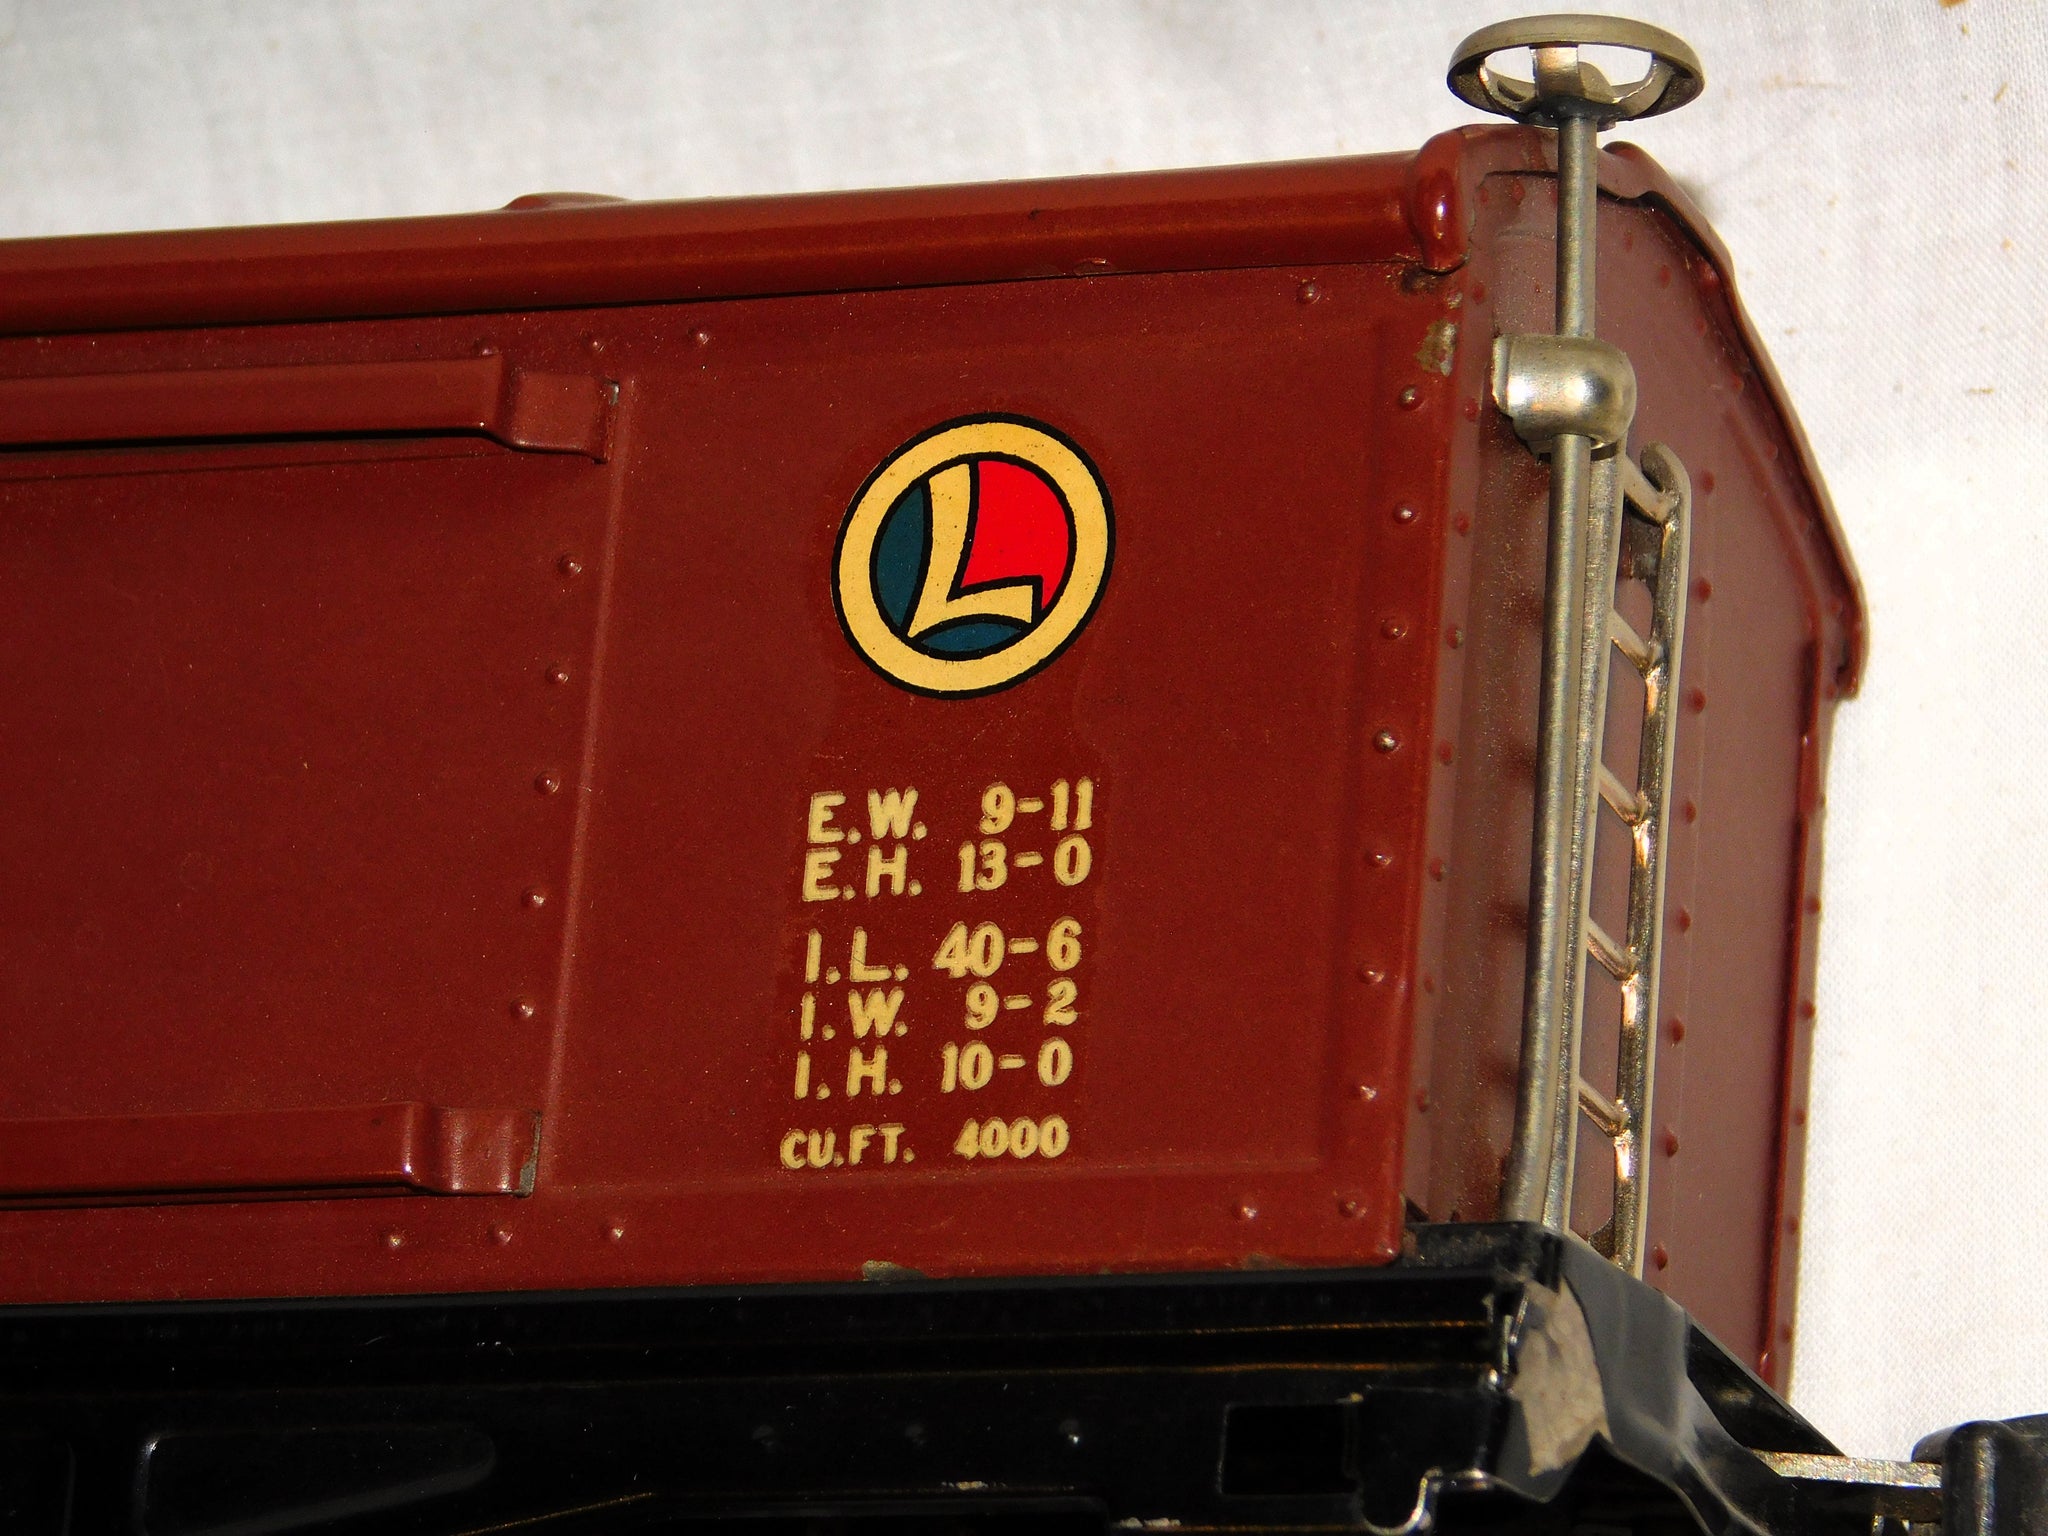 L
E.W. 9-11
E.H. 13-0
I.L. 40-6
I.W. 9-2
I.H. 10-0
CU.FT. 4000